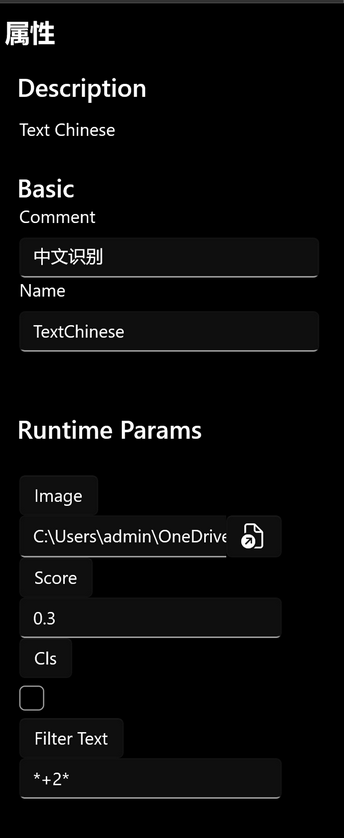 属性
Description
Text Chinese
Basic
Comment
中文识别
Name
TextChinese
Runtime Params
Image
C:\Users\admin\OneDrive
Score
0.3
Cls
Filter Text
*+2*